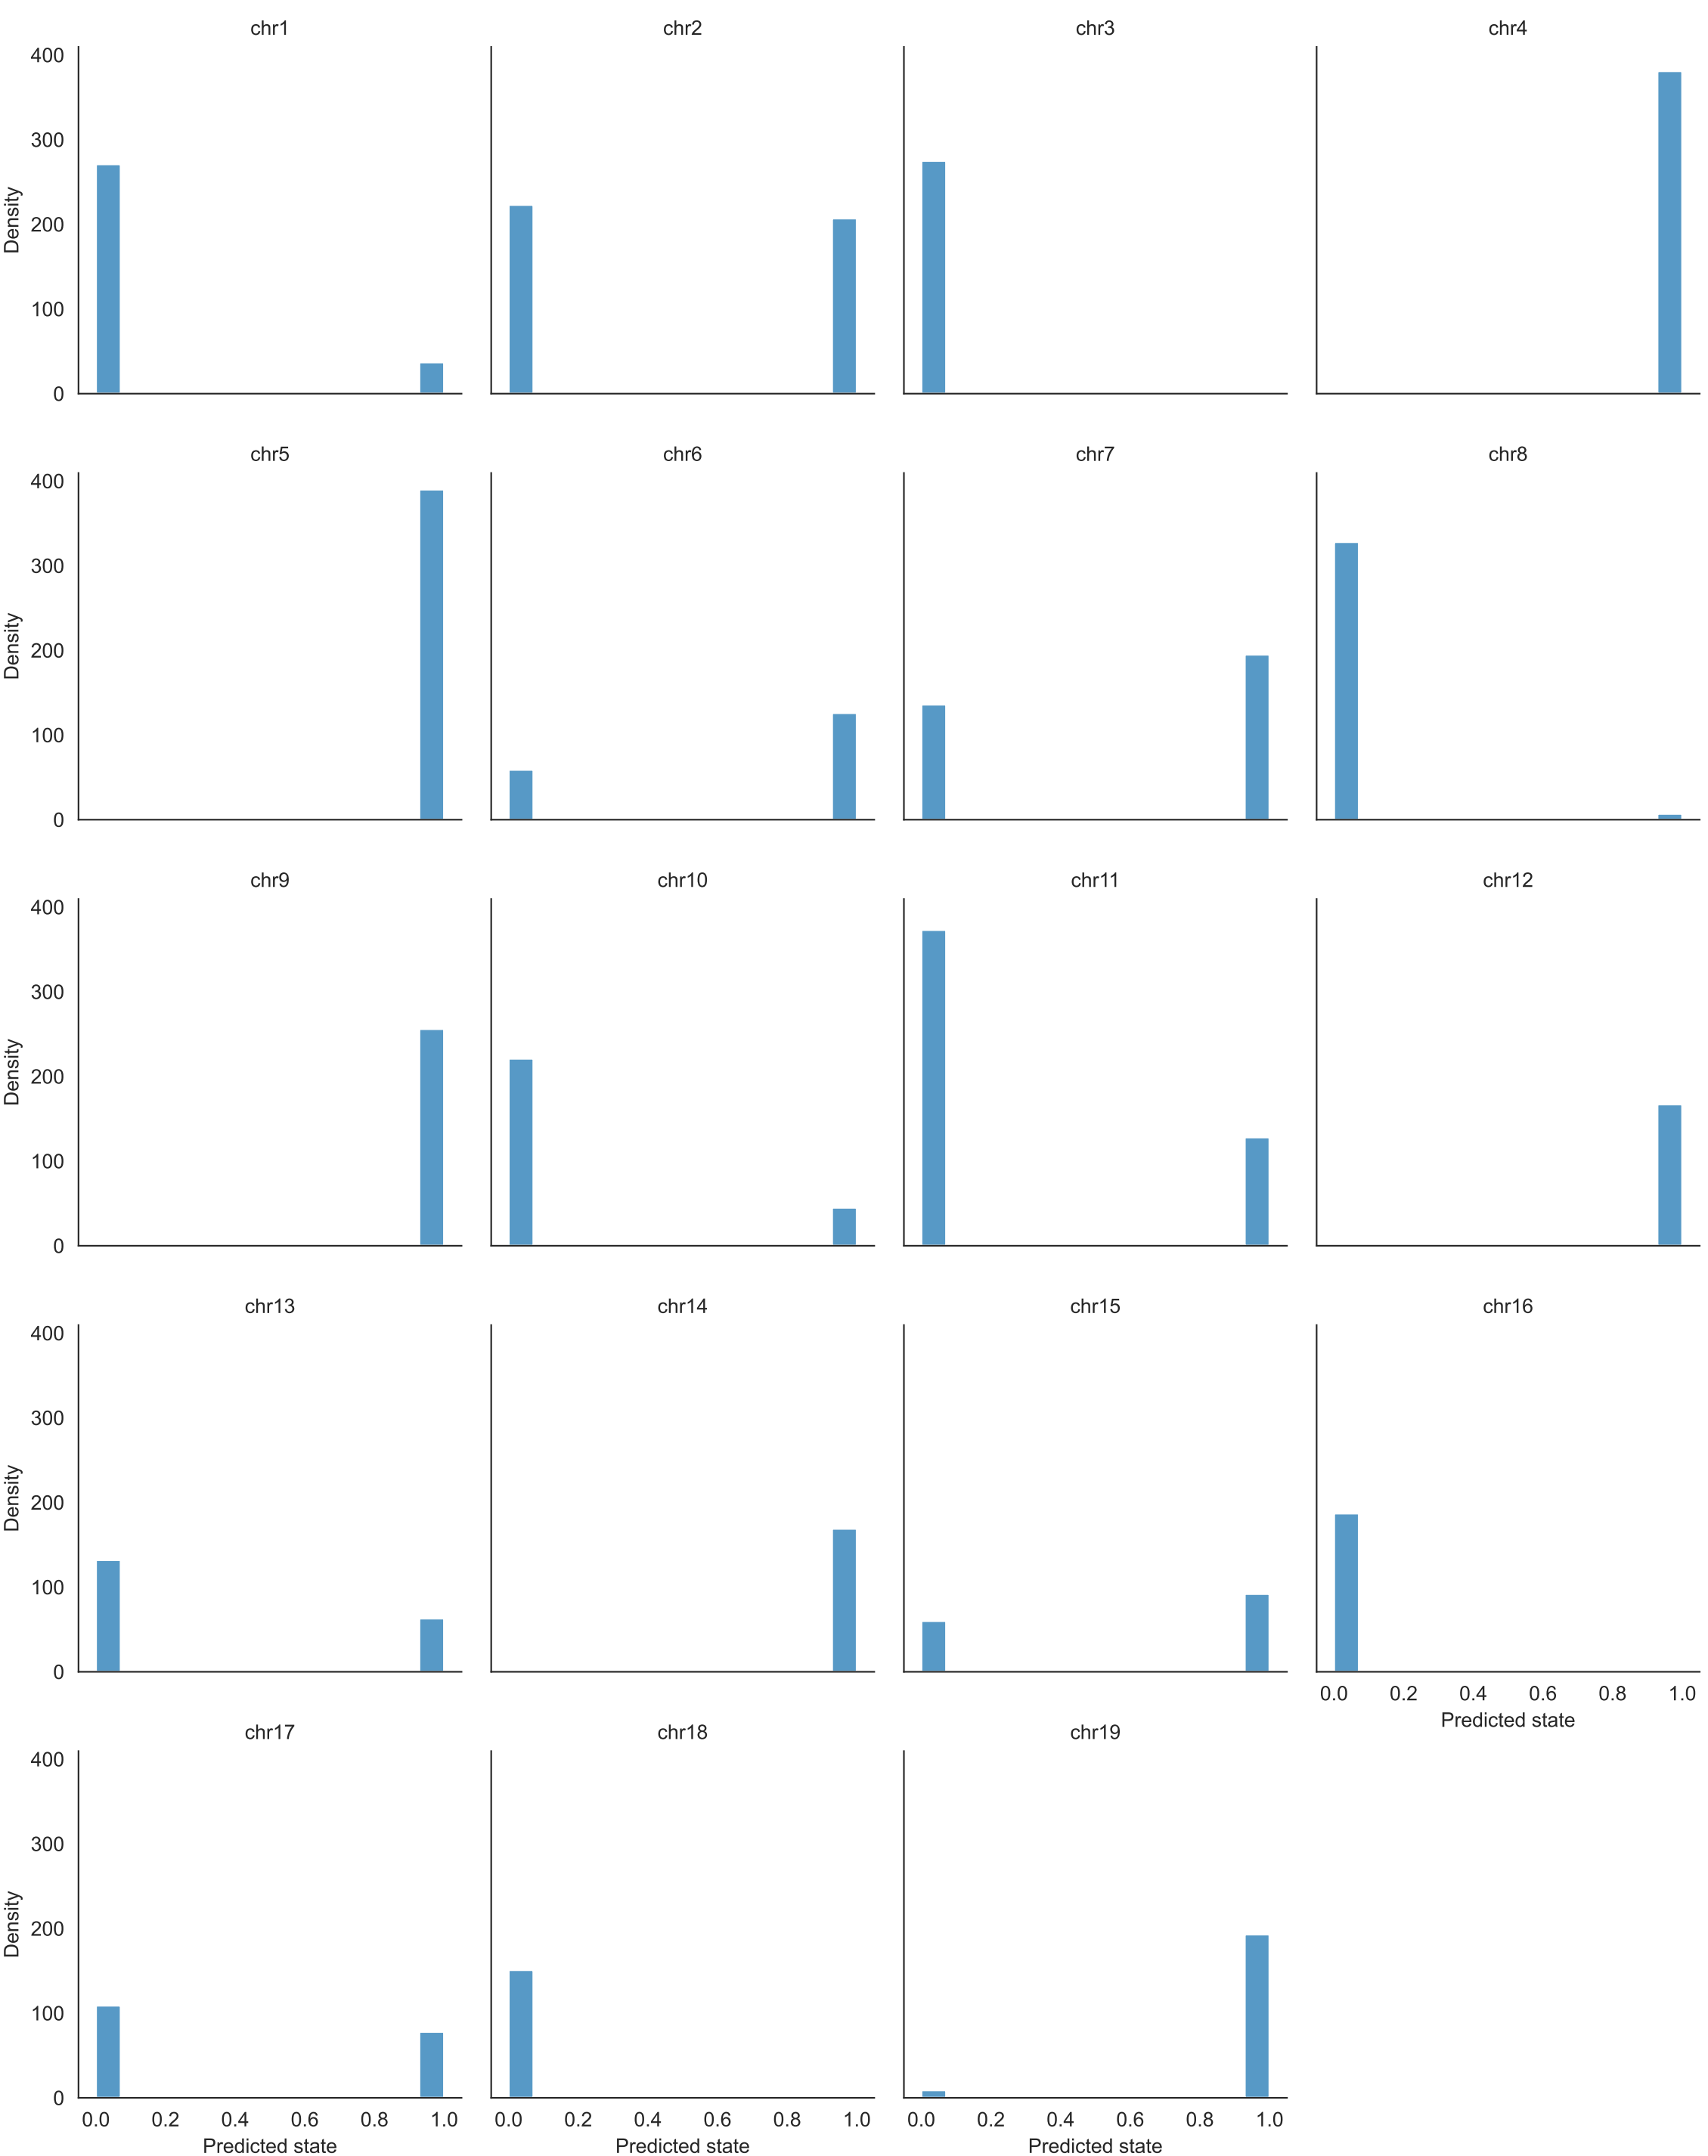 chr1 chr2 chr3 chr4
400
300
200
100
0
Density
chr5 chr6 chr7 chr8
400
300
200
100
0
Density
chr9 chr10 chr11 chr12
400
300
200
100
0
Density
chr13 chr14 chr15 chr16
400
300
200
100
0
Density
0.0 0.2 0.4 0.6 0.8 1.0
Predicted state
chr17 chr18 chr19
400
300
200
100
0
Density
0.0 0.2 0.4 0.6 0.8 1.0 0.0 0.2 0.4 0.6 0.8 1.0 0.0 0.2 0.4 0.6 0.8 1.0
Predicted state Predicted state Predicted state